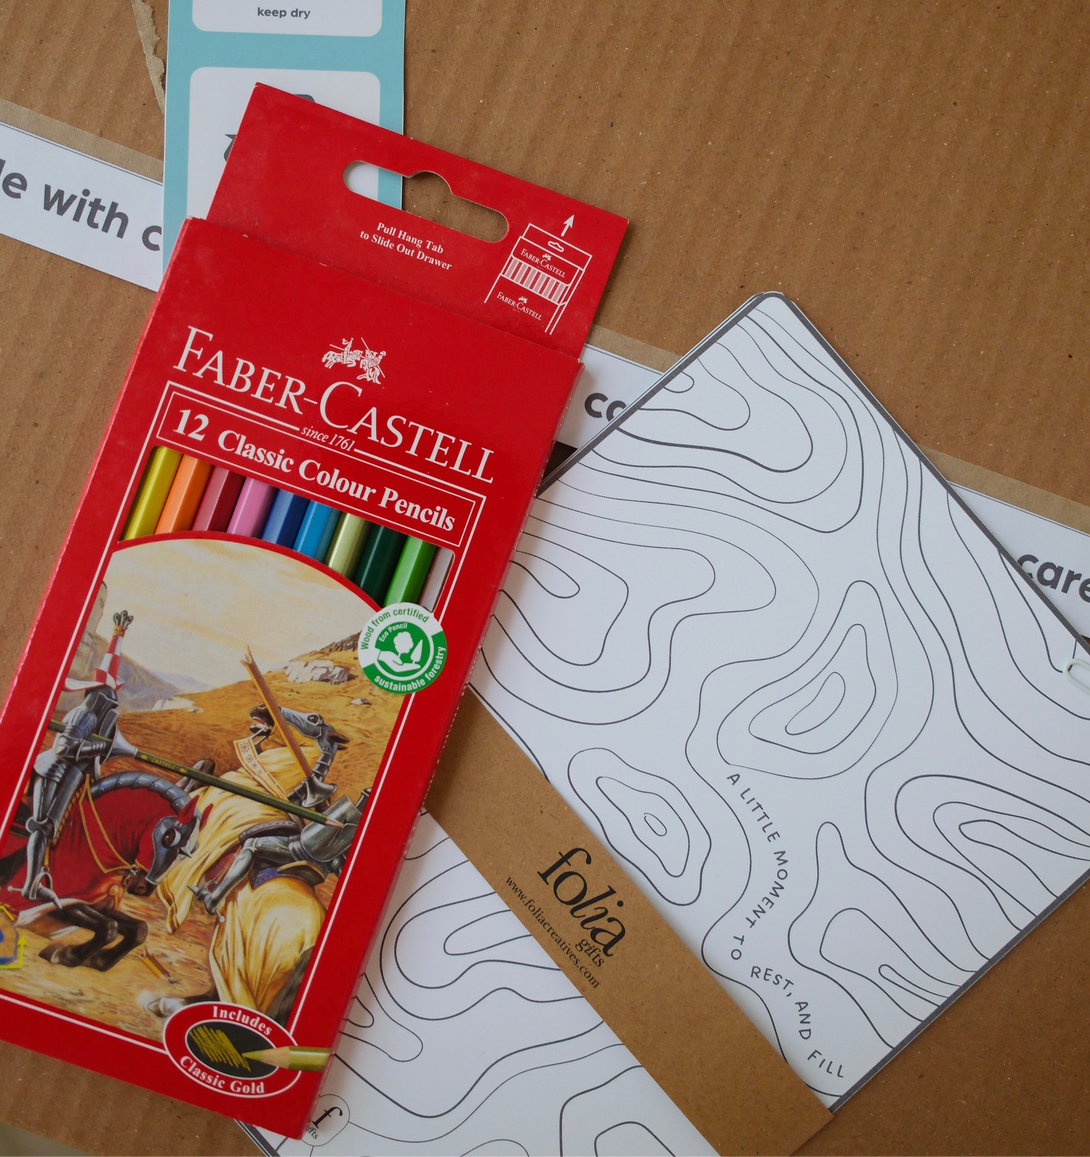 keep dry
le with c
Pull Hang Tab
to Slide Out Drawer
FABER-CASTELL
FABER-CASTELL
FABER-CASTELL
since 1761
12 Classic Colour Pencils
co
care
Wood from certified
Eco Pencil
sustainable forestry
A LITTLE MOMENT TO REST, AND FILL
folia
gifts
www.foliacreatives.com
Includes
Classic Gold
f